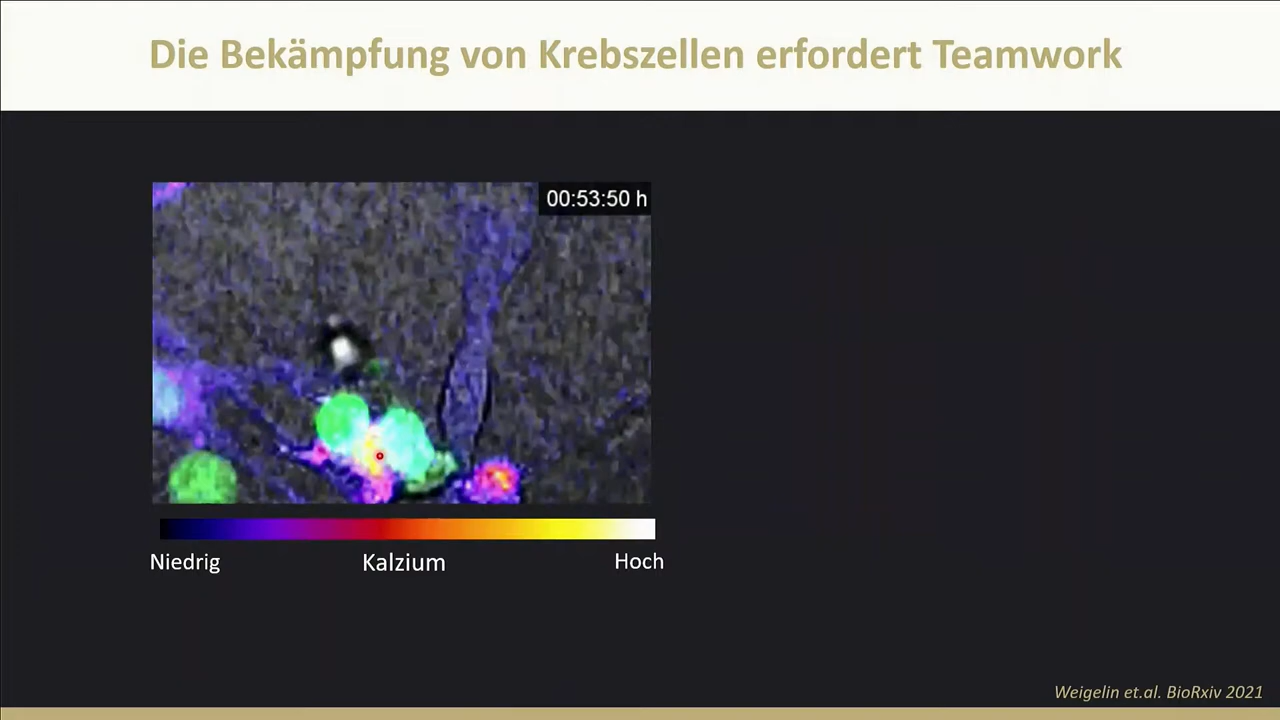 Die Bekämpfung von Krebszellen erfordert Teamwork
00:53:50 h
Niedrig Kalzium Hoch
Weigelin et.al. BioRxiv 2021